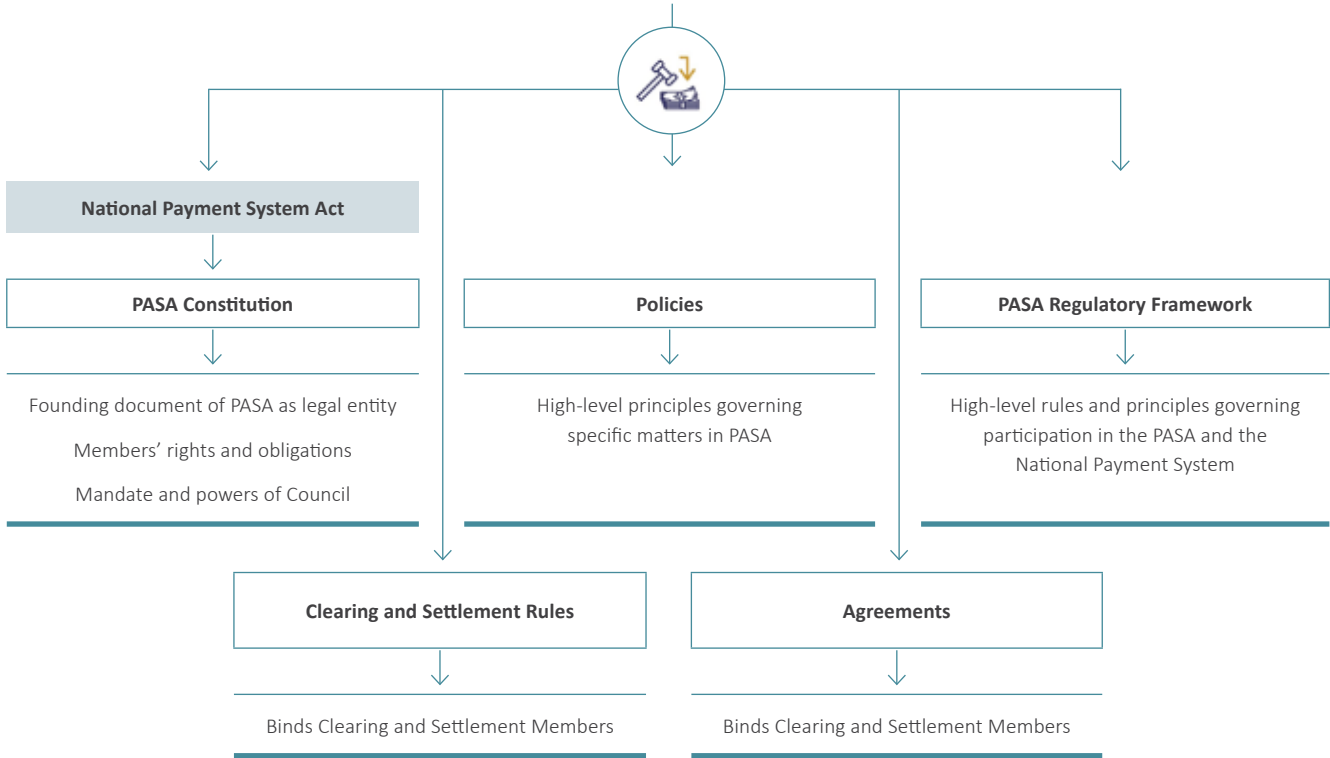 National Payment System Act
PASA Constitution
Policies
PASA Regulatory Framework
Founding document of PASA as legal entity
Members’ rights and obligations
Mandate and powers of Council
High-level principles governing
specific matters in PASA
High-level rules and principles governing
participation in the PASA and the
National Payment System
Clearing and Settlement Rules
Agreements
Binds Clearing and Settlement Members
Binds Clearing and Settlement Members